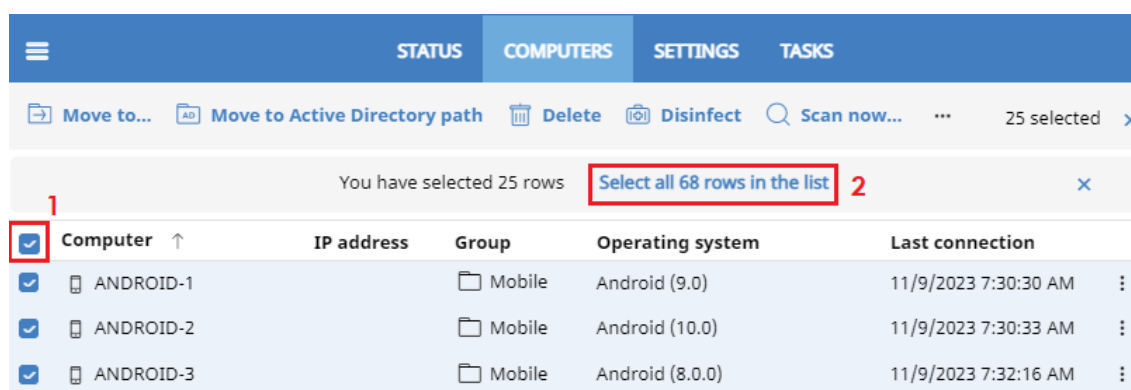 STATUS COMPUTERS SETTINGS TASKS
Move to... AD Move to Active Directory path Delete Disinfect Scan now... ... 25 selected
You have selected 25 rows Select all 68 rows in the list 2
1
Computer ↑ IP address Group Operating system Last connection
ANDROID-1 Mobile Android (9.0) 11/9/2023 7:30:30 AM
ANDROID-2 Mobile Android (10.0) 11/9/2023 7:30:33 AM
ANDROID-3 Mobile Android (8.0.0) 11/9/2023 7:32:16 AM